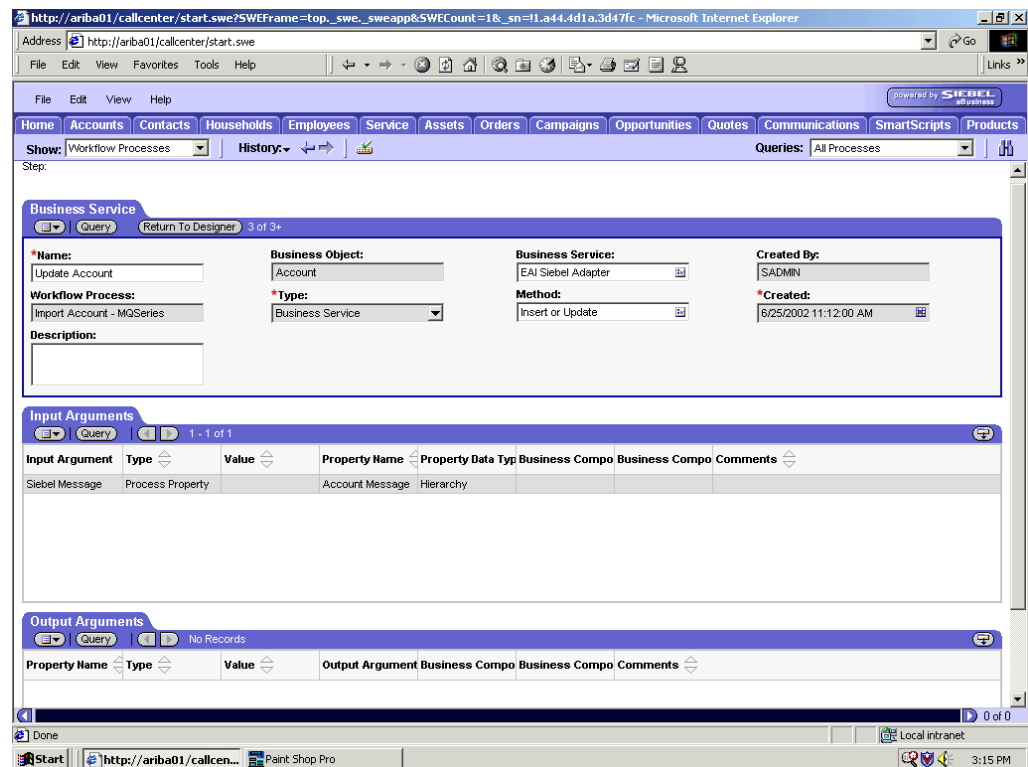 http://ariba01/callcenter/start.swe?SWEFrame=top._swe._sweapp&SWECount=1&_sn=!1.a44.4d1a.3d47fc - Microsoft Internet Explorer
Address http://ariba01/callcenter/start.swe Go
File Edit View Favorites Tools Help Links »
File Edit View Help powered by SIEBEL eBusiness
Home Accounts Contacts Households Employees Service Assets Orders Campaigns Opportunities Quotes Communications SmartScripts Products
Show: Workflow Processes History: Queries: All Processes
Step:
Business Service
Query Return To Designer 3 of 3+
*Name: Business Object: Business Service: Created By:
Update Account Account EAI Siebel Adapter SADMIN
Workflow Process: *Type: Method: *Created:
Import Account - MQSeries Business Service Insert or Update 6/25/2002 11:12:00 AM
Description:
Input Arguments
Query 1 - 1 of 1
Input Argument Type Value Property Name Property Data Typ Business Compo Business Compo Comments
Siebel Message Process Property Account Message Hierarchy
Output Arguments
Query No Records
Property Name Type Value Output Argument Business Compo Business Compo Comments
0 of 0
Done Local intranet
Start http://ariba01/callcen... Paint Shop Pro 3:15 PM